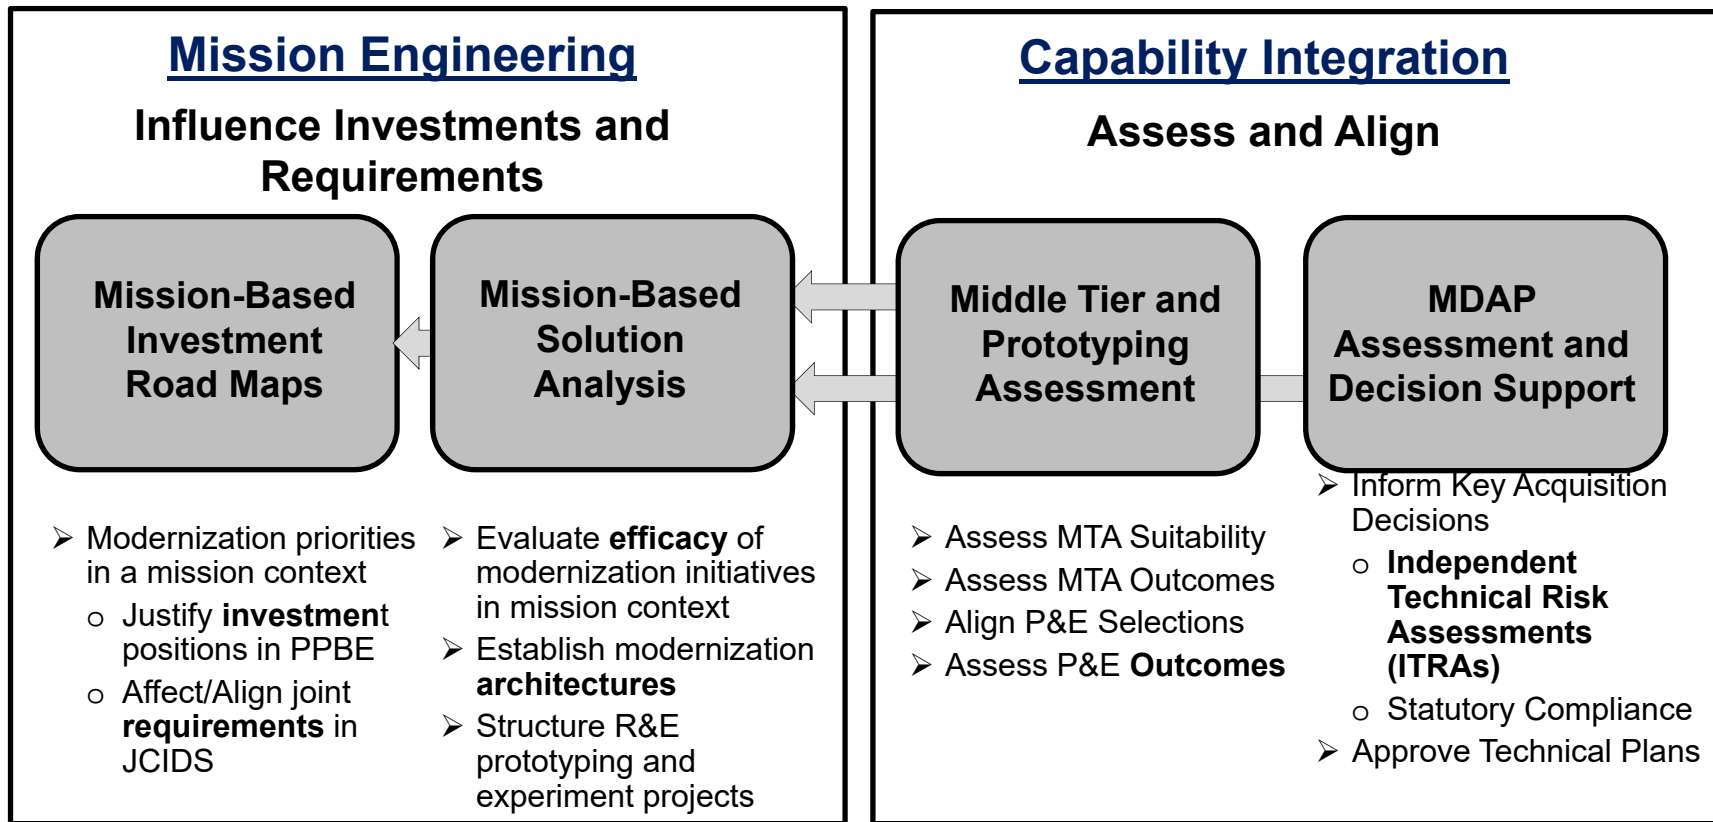 Mission Engineering
Influence Investments and
Requirements
Mission-Based
Investment
Road Maps
Mission-Based
Solution
Analysis
➢ Modernization priorities
in a mission context
o Justify investment
positions in PPBE
o Affect/Align joint
requirements in
JCIDS
➢ Evaluate efficacy of
modernization initiatives
in mission context
➢ Establish modernization
architectures
➢ Structure R&E
prototyping and
experiment projects
Capability Integration
Assess and Align
Middle Tier and
Prototyping
Assessment
MDAP
Assessment and
Decision Support
➢ Assess MTA Suitability
➢ Assess MTA Outcomes
➢ Align P&E Selections
➢ Assess P&E Outcomes
➢ Inform Key Acquisition
Decisions
o Independent
Technical Risk
Assessments
(ITRAs)
o Statutory Compliance
➢ Approve Technical Plans